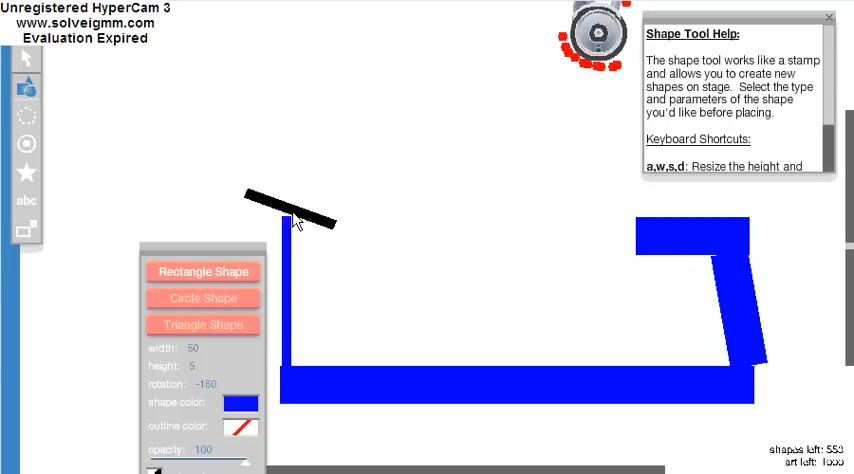 Unregistered HyperCam 3
www.solveigmm.com
Evaluation Expired
Shape Tool Help:
The shape tool works like a stamp
and allows you to create new
shapes on stage. Select the type
and parameters of the shape
you'd like before placing.
Keyboard Shortcuts:
a,w,s,d: Resize the height and
abc
Rectangle Shape
Circle Shape
Triangle Shape
width: 50
height: 5
rotation: -160
shape color:
outline color:
opacity: 100
shapes left: 553
art left: 1000